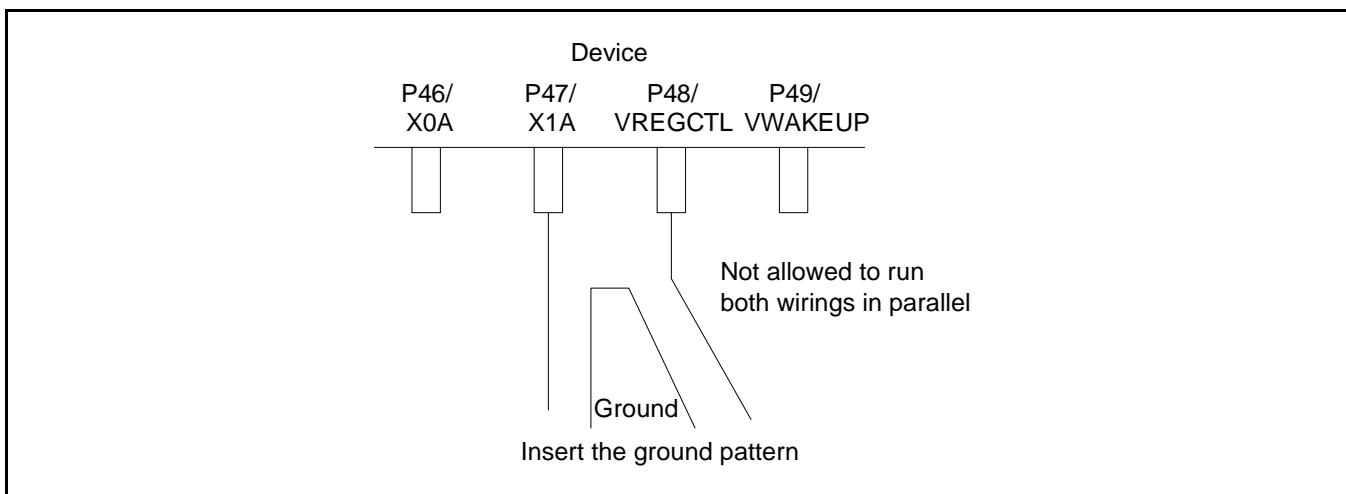 Device
P46/ P47/ P48/ P49/
X0A X1A VREGCTL VWAKEUP
Not allowed to run
both wirings in parallel
Ground
Insert the ground pattern